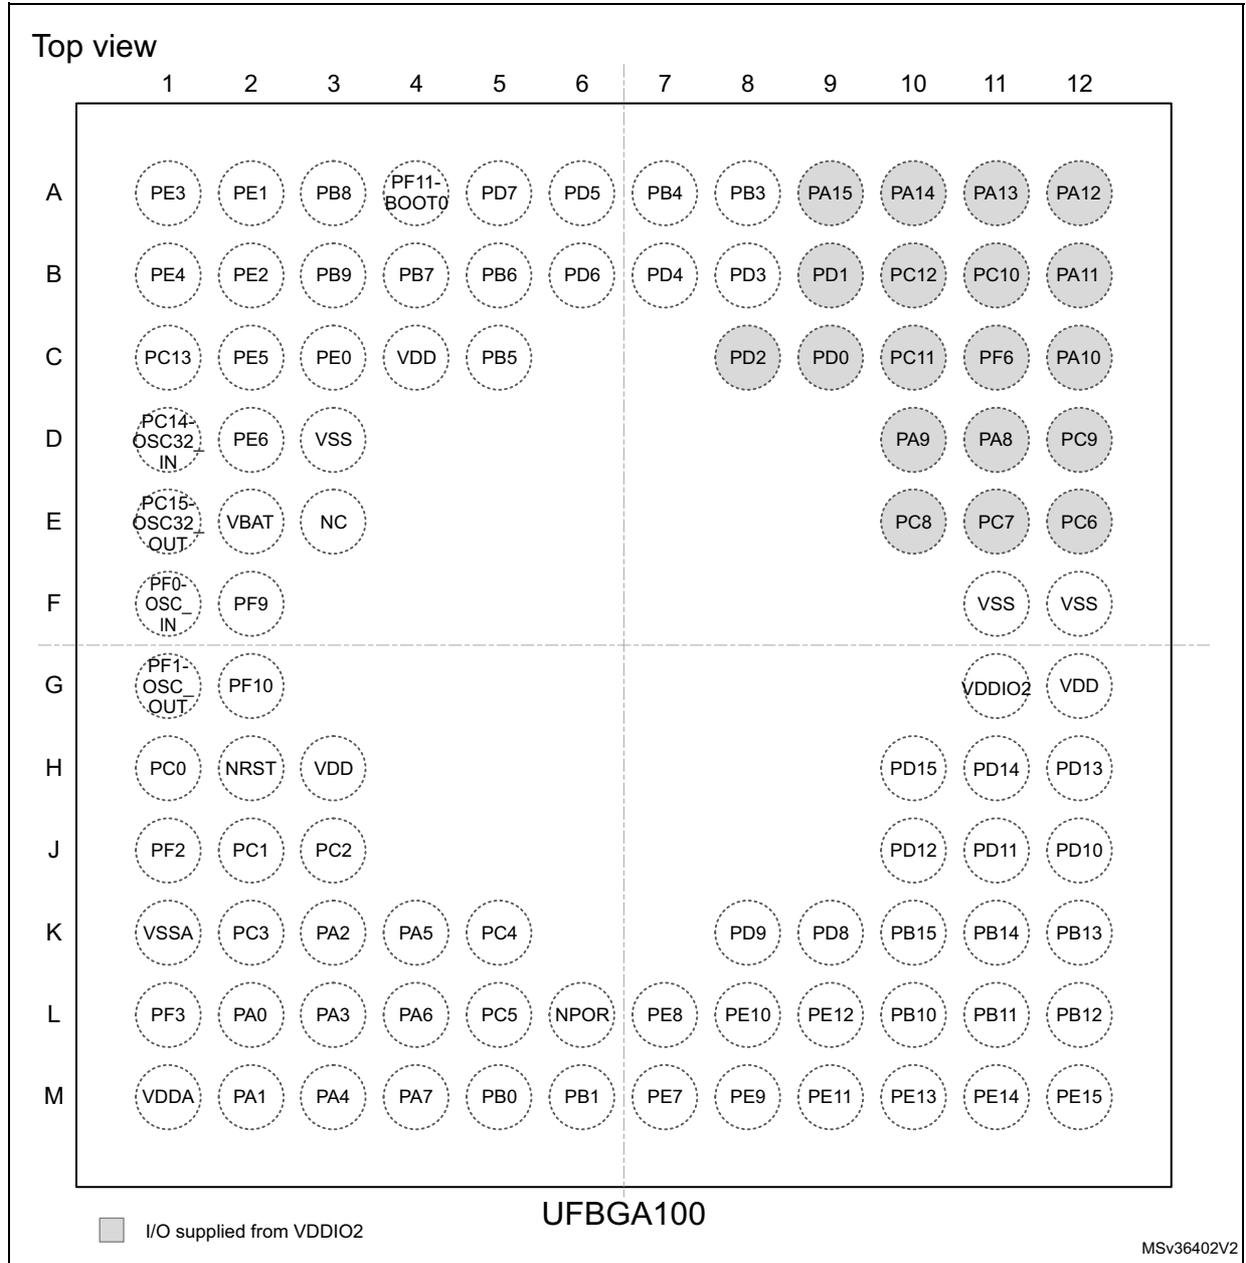 Top view
1 2 3 4 5 6 7 8 9 10 11 12
A PE3 PE1 PB8 PF11-BOOT0 PD7 PD5 PB4 PB3 PA15 PA14 PA13 PA12
B PE4 PE2 PB9 PB7 PB6 PD6 PD4 PD3 PD1 PC12 PC10 PA11
C PC13 PE5 PE0 VDD PB5 PD2 PD0 PC11 PF6 PA10
D PC14-OSC32_IN PE6 VSS PA9 PA8 PC9
E PC15-OSC32_OUT VBAT NC PC8 PC7 PC6
F PF0-OSC_IN PF9 VSS VSS
G PF1-OSC_OUT PF10 VDDIO2 VDD
H PC0 NRST VDD PD15 PD14 PD13
J PF2 PC1 PC2 PD12 PD11 PD10
K VSSA PC3 PA2 PA5 PC4 PD9 PD8 PB15 PB14 PB13
L PF3 PA0 PA3 PA6 PC5 NPOR PE8 PE10 PE12 PB10 PB11 PB12
M VDDA PA1 PA4 PA7 PB0 PB1 PE7 PE9 PE11 PE13 PE14 PE15
UFBGA100
I/O supplied from VDDIO2
MSv36402V2